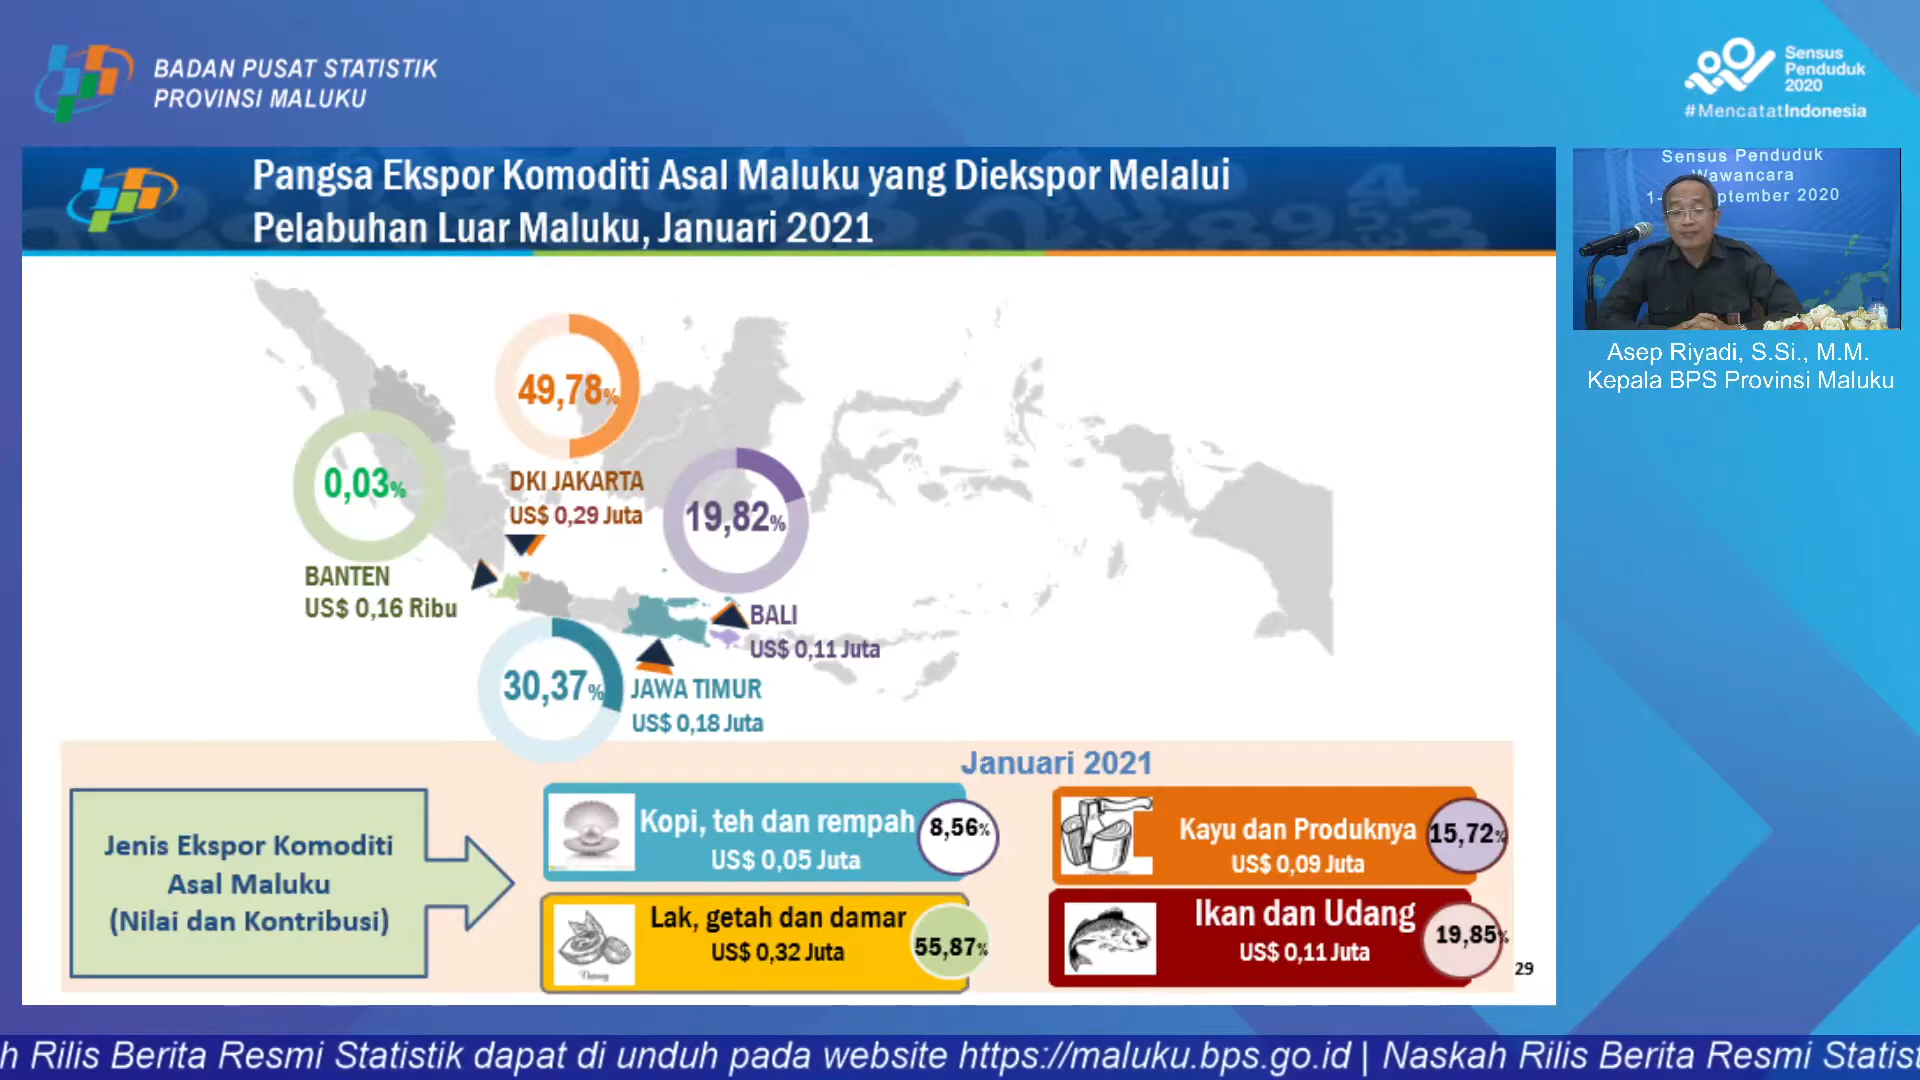 BADAN PUSAT STATISTIK
PROVINSI MALUKU
Sensus
Penduduk
2020
#MencatatIndonesia
Pangsa Ekspor Komoditi Asal Maluku yang Diekspor Melalui
Pelabuhan Luar Maluku, Januari 2021
Sensus Penduduk
Wawancara
1-
ptember 2020
Asep Riyadi, S.Si., M.M.
Kepala BPS Provinsi Maluku
49,78%
DKI JAKARTA
US$ 0,29 Juta
0,03%
BANTEN
US$ 0,16 Ribu
19,82%
BALI
US$ 0,11 Juta
30,37%
JAWA TIMUR
US$ 0,18 Juta
Januari 2021
Jenis Ekspor Komoditi
Asal Maluku
(Nilai dan Kontribusi)
Kopi, teh dan rempah
US$ 0,05 Juta
8,56%
Kayu dan Produknya
US$ 0,09 Juta
15,72%
Lak, getah dan damar
US$ 0,32 Juta
55,87%
Ikan dan Udang
US$ 0,11 Juta
19,85%
29
h Rilis Berita Resmi Statistik dapat di unduh pada website https://maluku.bps.go.id | Naskah Rilis Berita Resmi Statist